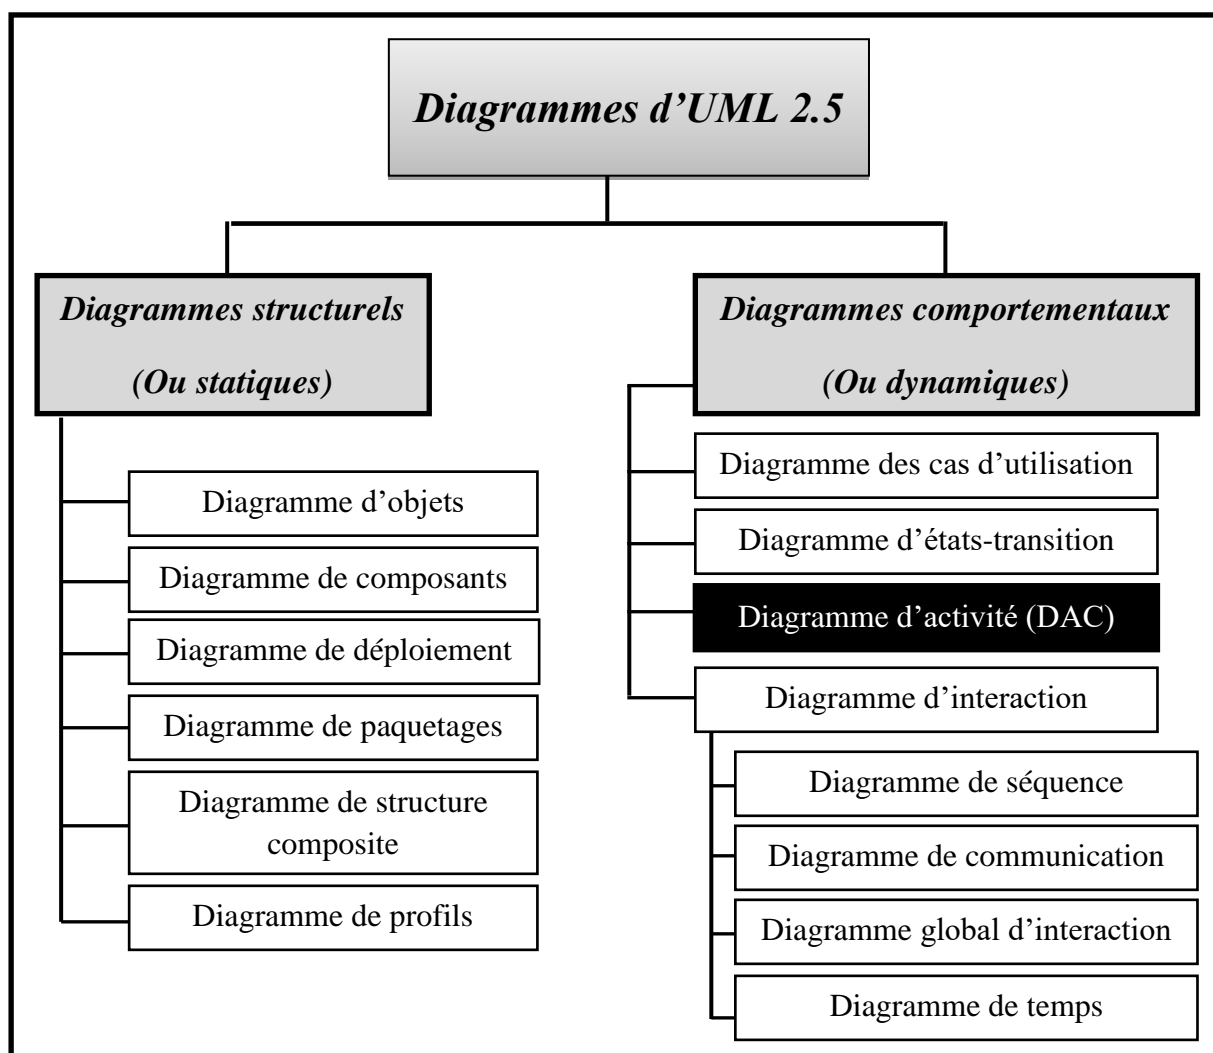 Diagrammes d’UML 2.5
Diagrammes structurels
(Ou statiques)
Diagramme d’objets
Diagramme de composants
Diagramme de déploiement
Diagramme de paquetages
Diagramme de structure
composite
Diagramme de profils
Diagrammes comportementaux
(Ou dynamiques)
Diagramme des cas d’utilisation
Diagramme d’états-transition
Diagramme d’activité (DAC)
Diagramme d’interaction
Diagramme de séquence
Diagramme de communication
Diagramme global d’interaction
Diagramme de temps